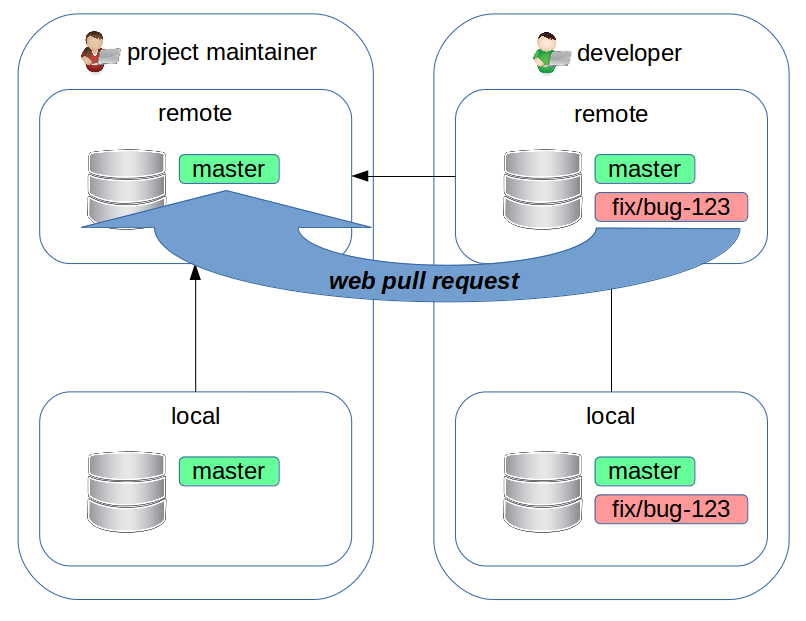 project maintainer
developer
remote
master
remote
master
fix/bug-123
web pull request
local
master
local
master
fix/bug-123